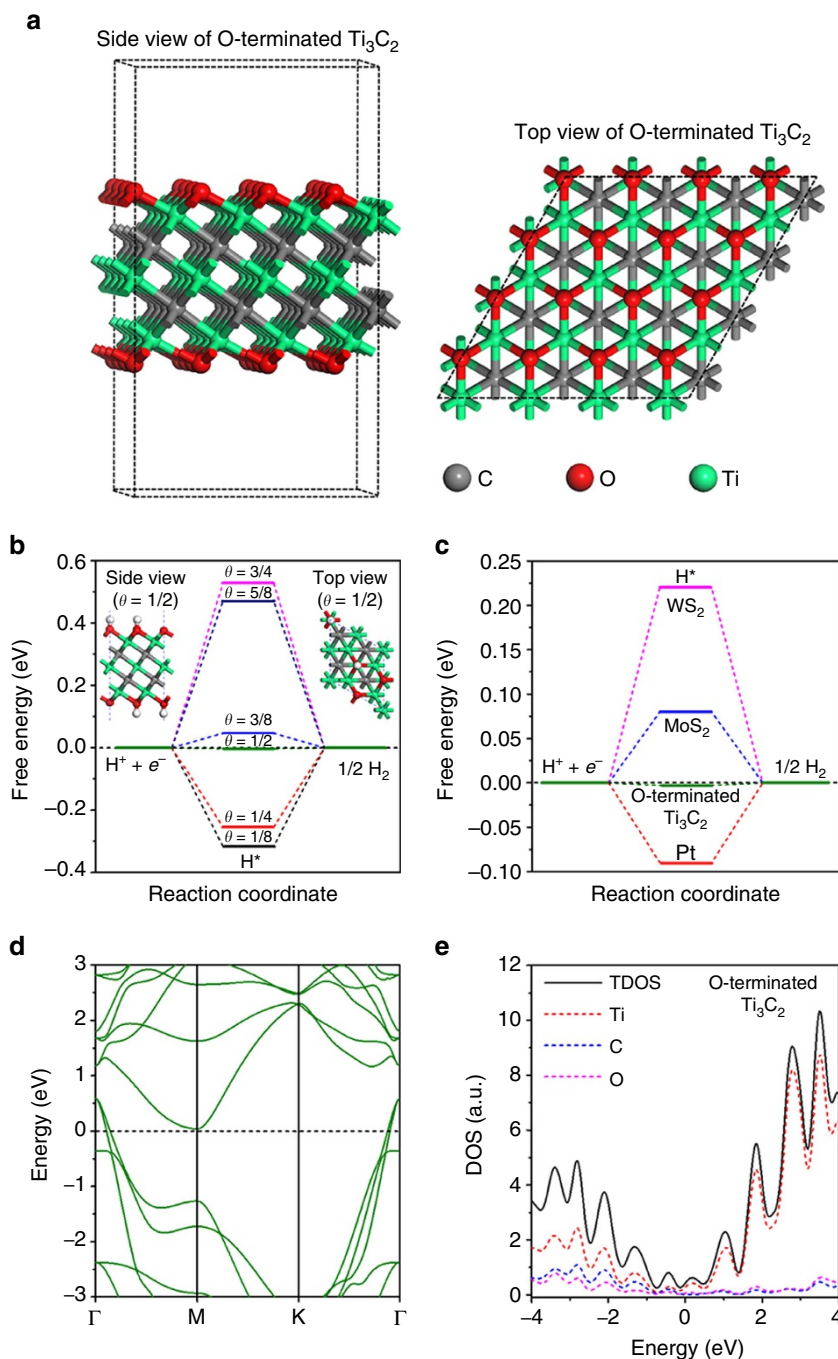 a
Side view of O-terminated Ti₃C₂
Top view of O-terminated Ti₃C₂
C
O
Ti
b
0.6
0.4
0.2
0.0
−0.2
−0.4
Free energy (eV)
Side view
(θ = 1/2)
θ = 3/4
θ = 5/8
Top view
(θ = 1/2)
θ = 3/8
θ = 1/2
H⁺ + e⁻
1/2 H₂
θ = 1/4
θ = 1/8
H*
Reaction coordinate
c
0.25
0.20
0.15
0.10
0.05
0.00
−0.05
−0.10
Free energy (eV)
H*
WS₂
MoS₂
H⁺ + e⁻
1/2 H₂
O-terminated
Ti₃C₂
Pt
Reaction coordinate
d
3
2
1
0
−1
−2
−3
Energy (eV)
Γ
M
K
Γ
e
12
10
8
6
4
2
0
DOS (a.u.)
TDOS
Ti
C
O
O-terminated
Ti₃C₂
−4
−2
0
2
4
Energy (eV)